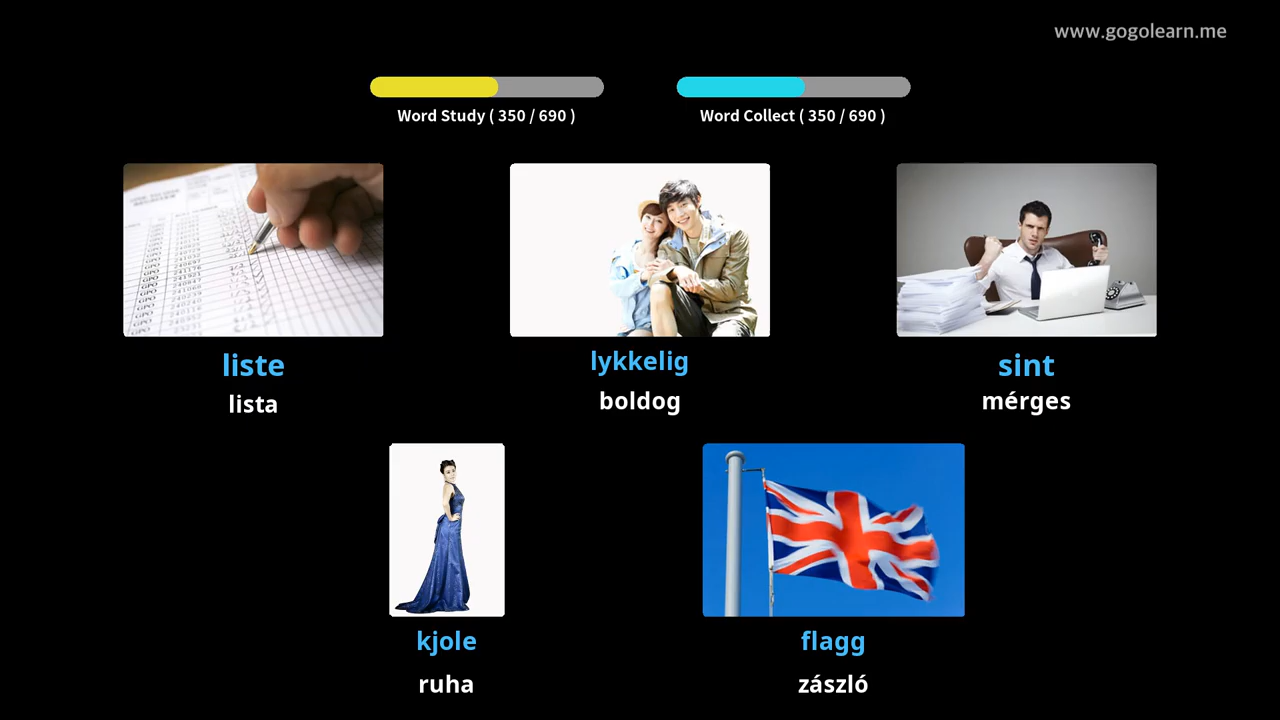 www.gogolearn.me
Word Study ( 350 / 690 )
Word Collect ( 350 / 690 )
liste
lista
lykkelig
boldog
sint
mérges
kjole
ruha
flagg
zászló